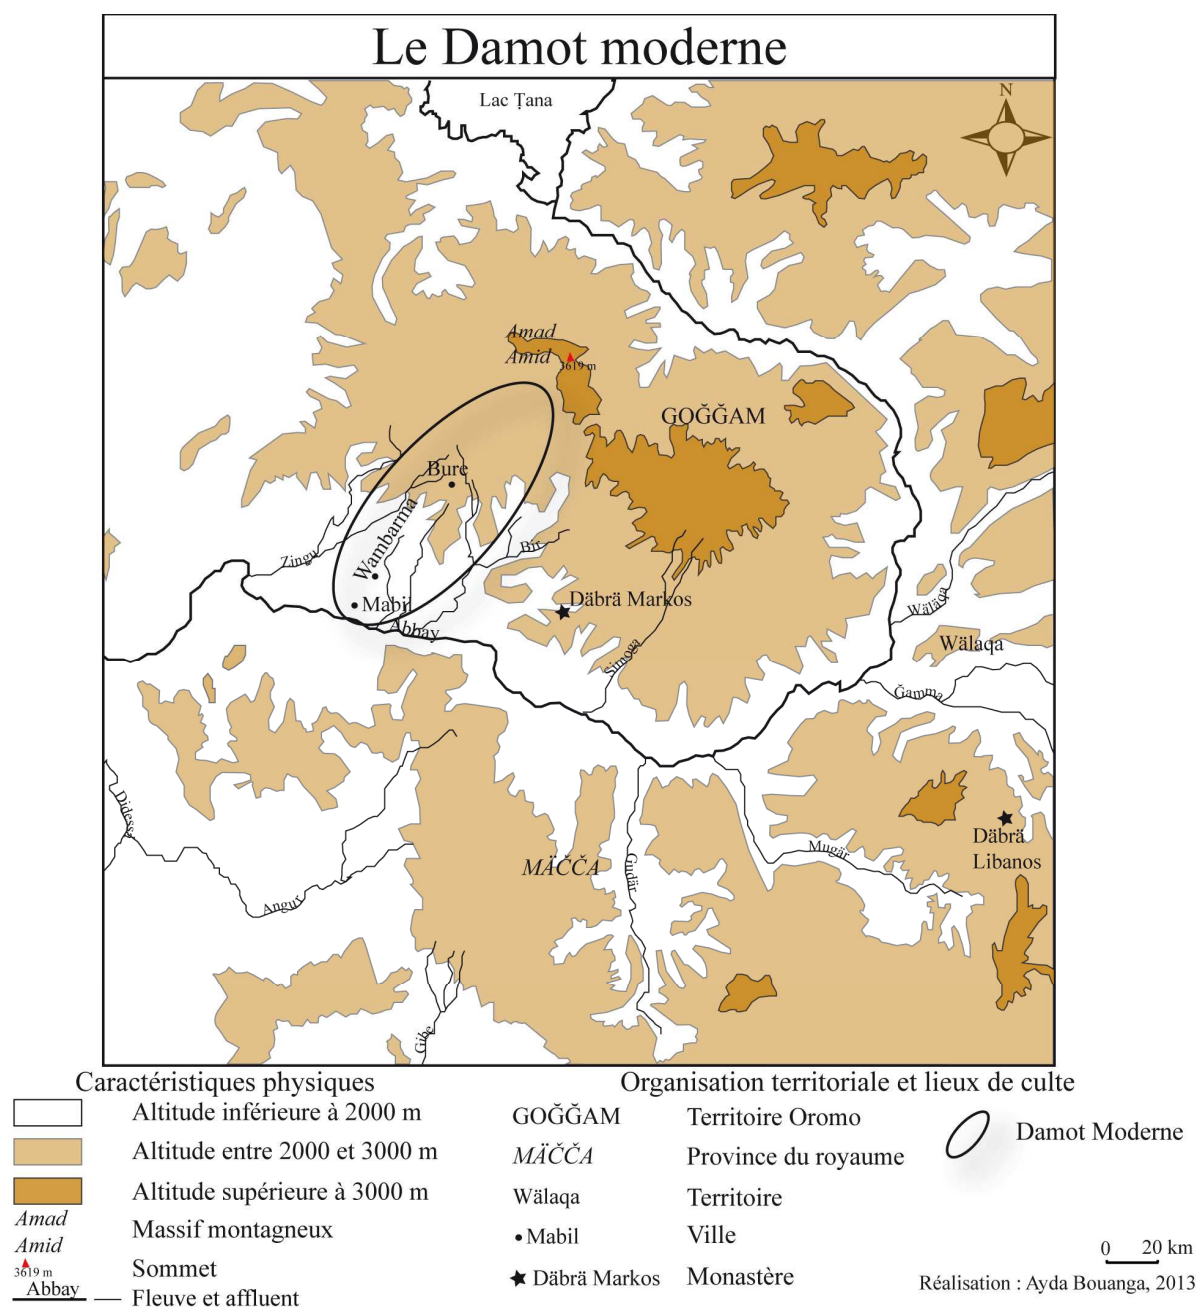 Le Damot moderne
Lac Ṭana
N
Amad
Amid
3619 m
GOǦǦAM
Bure
Wambarma
Zingu
Bir
Mabil
Däbrä Markos
Abbay
Wäläqa
Simoga
Wälaqa
Ǧamma
Didessa
Däbrä
Libanos
Mugär
MÄČČA
Gudär
Angur
Gibe
Caractéristiques physiques
Altitude inférieure à 2000 m
Altitude entre 2000 et 3000 m
Altitude supérieure à 3000 m
Amad
Amid
Massif montagneux
3619 m
Sommet
Abbay
Fleuve et affluent
Organisation territoriale et lieux de culte
GOǦǦAM Territoire Oromo
MÄČČA Province du royaume
Wälaqa Territoire
Mabil Ville
Däbrä Markos Monastère
Damot Moderne
0 20 km
Réalisation : Ayda Bouanga, 2013